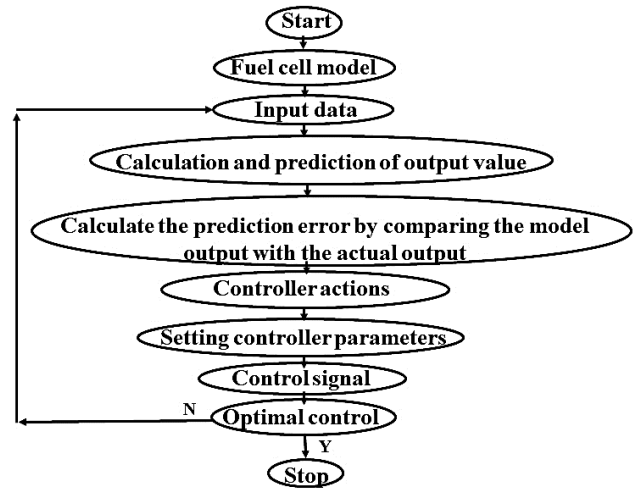 Start
Fuel cell model
Input data
Calculation and prediction of output value
Calculate the prediction error by comparing the model
output with the actual output
Controller actions
Setting controller parameters
Control signal
N
Optimal control
Y
Stop